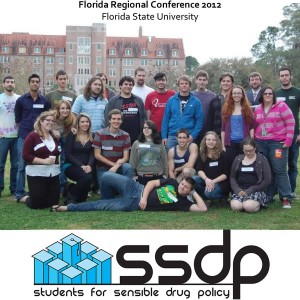 Florida Regional Conference 2012
Florida State University
ssdp
students for sensible drug policy